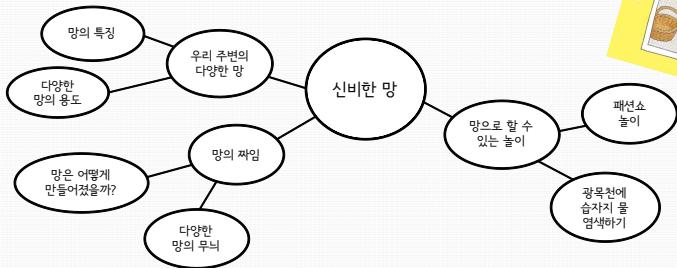 망의 특징
우리 주변의
다양한 망
다양한
망의 용도
신비한 망
패션쇼
놀이
망으로 할 수
있는 놀이
망의 짜임
망은 어떻게
만들어졌을까?
광목천에
습자지 물
염색하기
다양한
망의 무늬